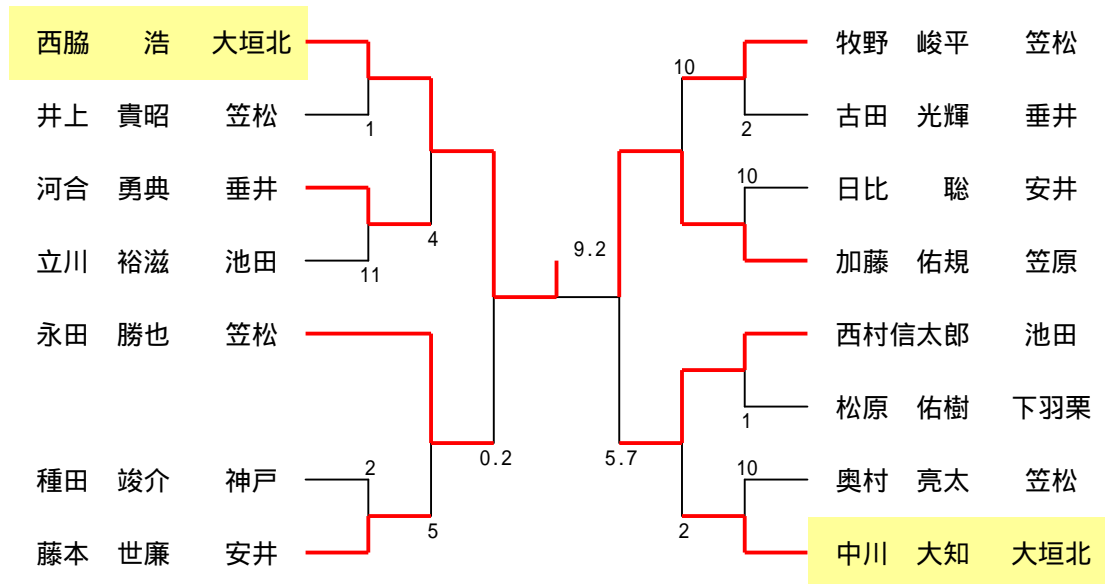 西脇 浩 大垣北
井上 貴昭 笠松
1
河合 勇典 垂井
4
立川 裕滋 池田
11
永田 勝也 笠松
0.2
種田 竣介 神戸
2
5
藤本 世廉 安井
9.2
牧野 峻平 笠松
10
古田 光輝 垂井
2
日比 聡 安井
10
加藤 佑規 笠原
西村信太郎 池田
松原 佑樹 下羽栗
1
5.7
奥村 亮太 笠松
10
2
中川 大知 大垣北